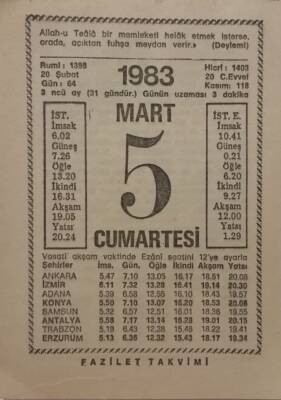 Allah-u Teâlâ bir memleketi helâk etmek isterse,
orada, açıktan fuhşa meydan verir.» (Deylemi)
Rumi : 1398
20 Şubat
Gün : 64
1983
Hicri : 1403
20 C.Evvel
Kasım : 118
3 ncü ay (31 gündür.) Günün uzaması 3 dakika
MART
İST.
İmsak
6.02
Güneş
7.26
Öğle
13.20
İkindi
16.31
Akşam
19.05
Yatsı
20.24
5
İST. E.
İmsak
10.41
Güneş
0.21
Öğle
6.20
İkindi
9.27
Akşam
12.00
Yatsı
1.29
CUMARTESİ
Vasatî akşam vaktinde Ezânî saatini 12'ye ayarla
Şehirler İms. Gün. Öğle İkindi Akşam Yatsı
ANKARA 5.47 7.10 13.05 16.17 18.51 20.08
İZMİR 6.11 7.32 13.28 16.41 19.14 20.30
ADANA 5.39 6.58 12.56 16.10 18.43 19.57
KONYA 5.50 7.10 13.07 16.20 18.53 20.08
SAMSUN 5.32 6.57 12.51 16.01 18.35 19.55
ANTALYA 5.58 7.17 13.14 16.28 19.01 20.15
TRABZON 5.19 6.43 12.38 15.48 18.22 19.41
ERZURUM 5.13 6.36 12.32 15.43 18.17 19.34
FAZİLET TAKVİMİ